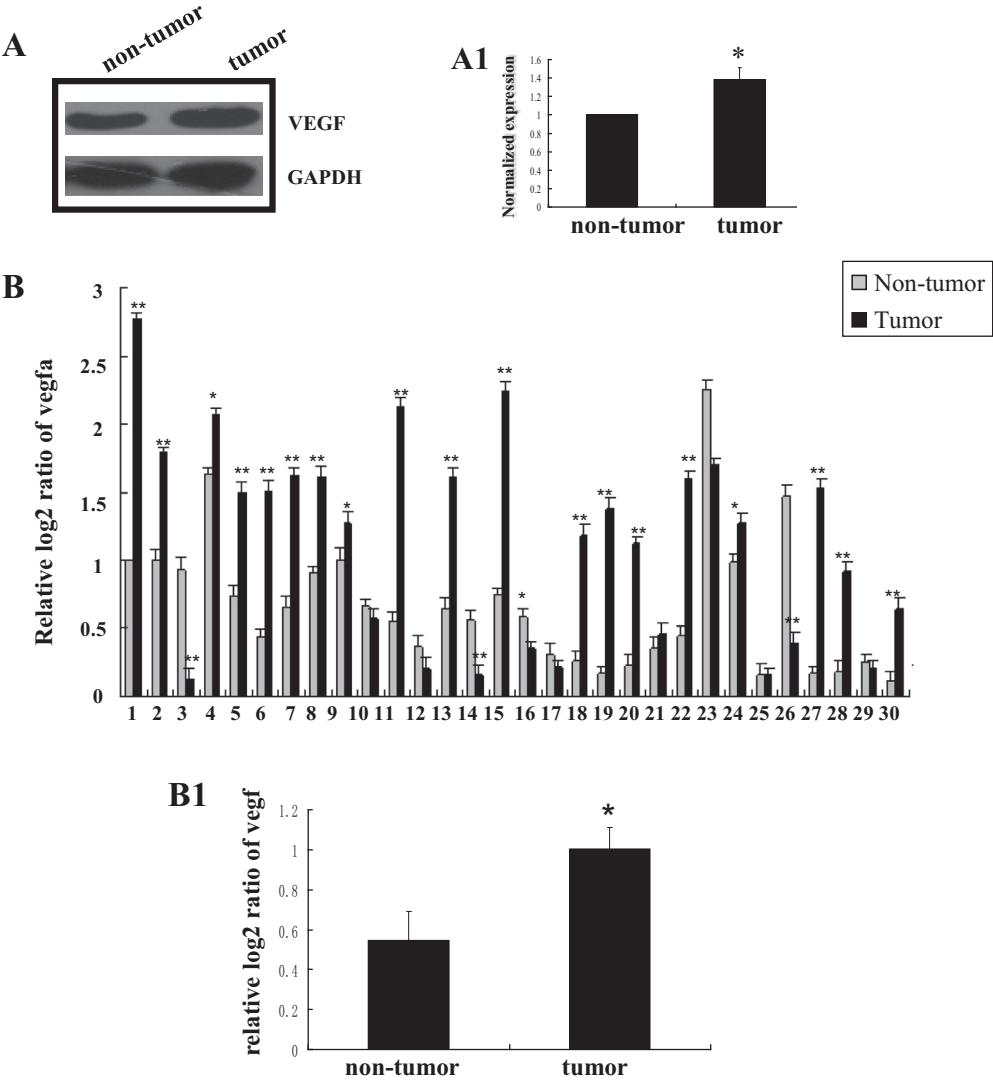 A
non-tumor
tumor
VEGF
GAPDH
A1
Normalized expression
1.6
1.4
1.2
1
0.8
0.6
0.4
0.2
0
*
non-tumor
tumor
B
Non-tumor
Tumor
Relative log2 ratio of vegfa
3
2.5
2
1.5
1
0.5
0
**
**
**
*
**
**
**
**
*
**
**
**
**
*
**
**
**
**
*
**
**
**
**
1 2 3 4 5 6 7 8 9 10 11 12 13 14 15 16 17 18 19 20 21 22 23 24 25 26 27 28 29 30
B1
relative log2 ratio of vegf
1.2
1
0.8
0.6
0.4
0.2
0
*
non-tumor
tumor